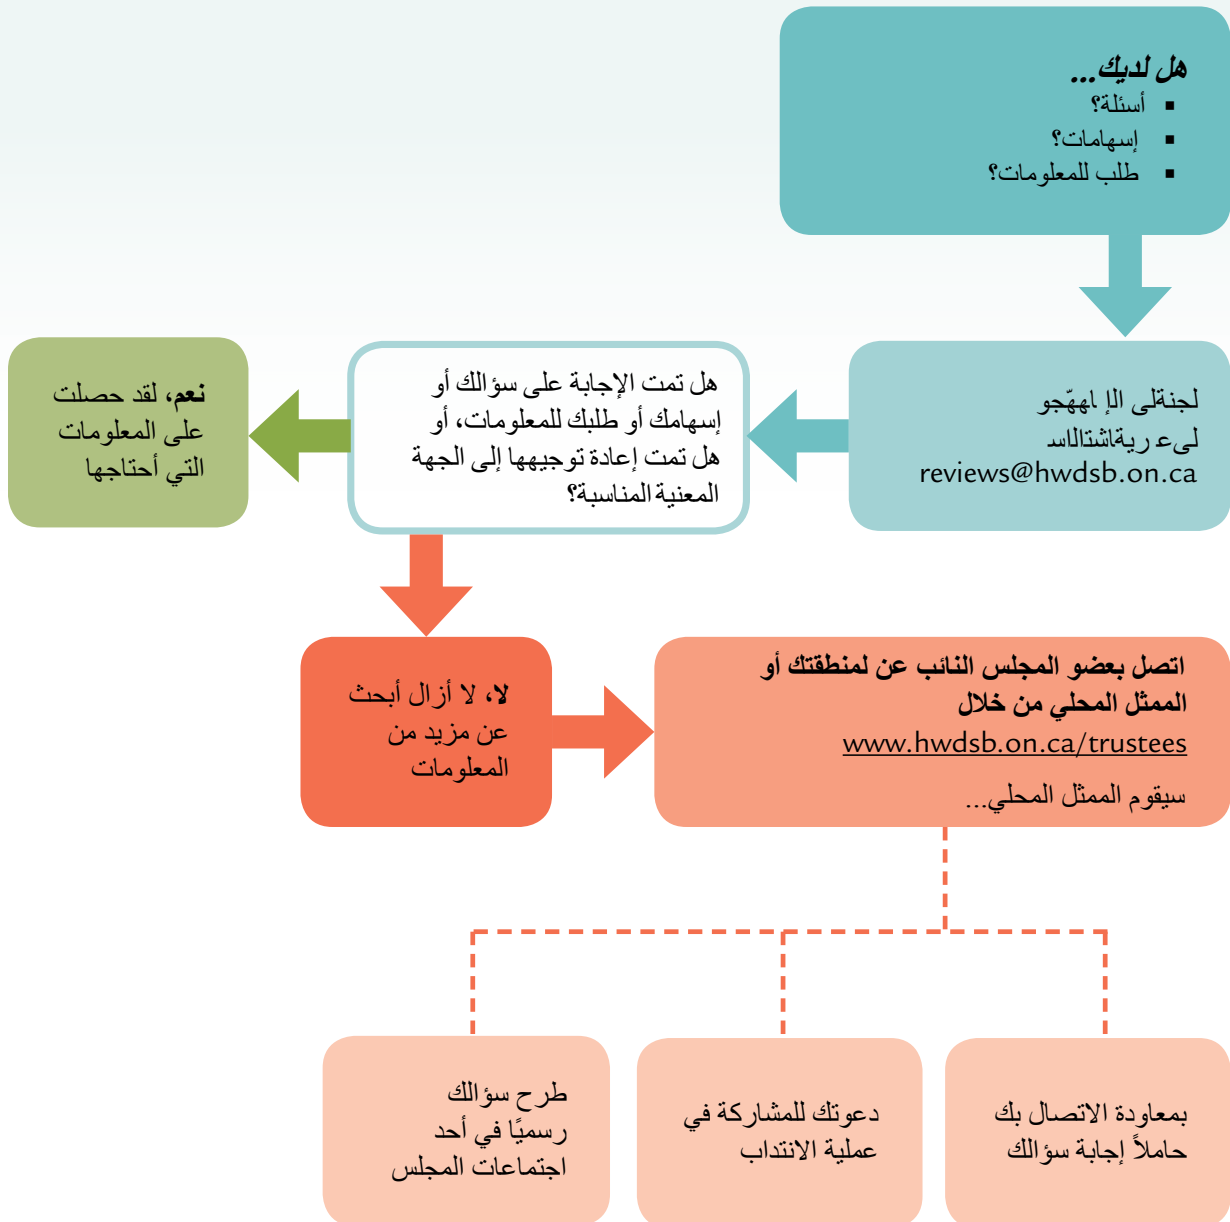 هل لديك...
▪ أسئلة؟
▪ إسهامات؟
▪ طلب للمعلومات؟
لجنةلى الإ اههّجو
reviews@hwdsb.on.ca
هل تمت الإجابة على سؤالك أو
إسهامك أو طلبك للمعلومات، أو
هل تمت إعادة توجيهها إلى الجهة
المعنية المناسبة؟
نعم، لقد حصلت
على المعلومات
التي أحتاجها
لا، لا أزال أبحث
عن مزيد من
المعلومات
اتصل بعضو المجلس النائب عن لمنطقتك أو
الممثل المحلي من خلال
www.hwdsb.on.ca/trustees
سيقوم الممثل المحلي...
بمعاودة الاتصال بك
حاملاً إجابة سؤالك
دعوتك للمشاركة في
عملية الانتداب
طرح سؤالك
رسميًا في أحد
اجتماعات المجلس